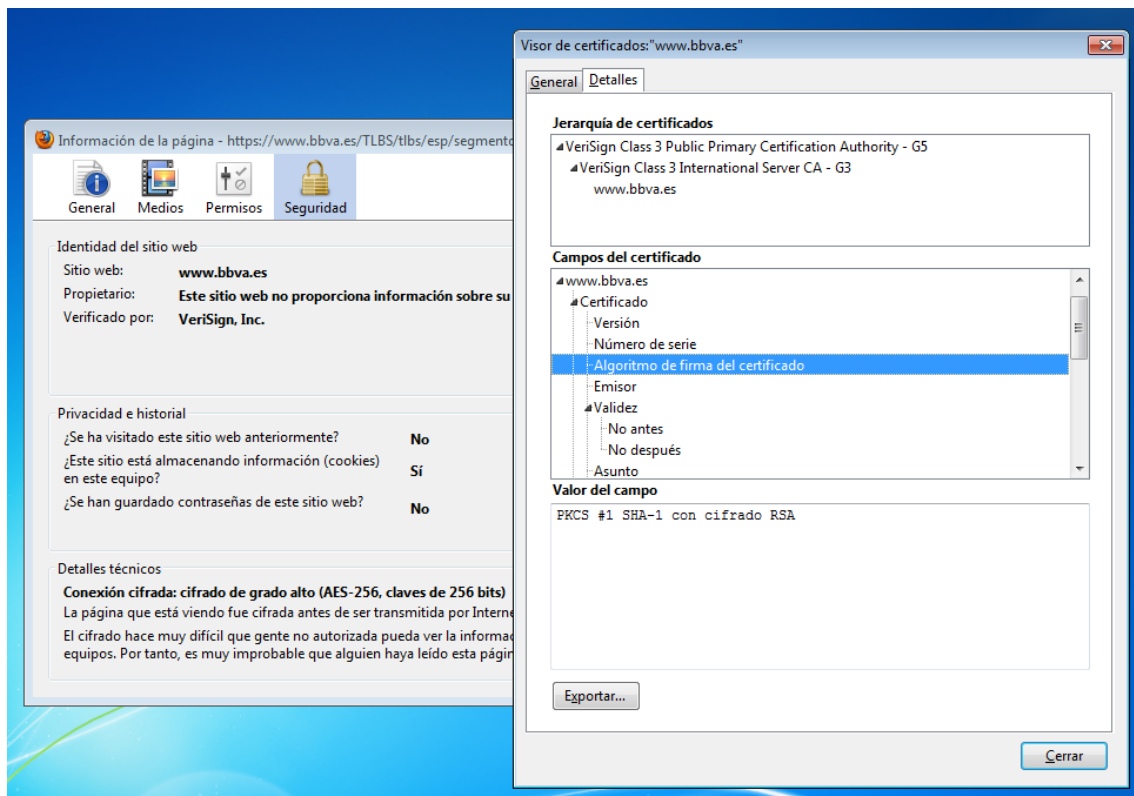 Información de la página - https://www.bbva.es/TLBS/tlbs/esp/segmento
General Medios Permisos Seguridad
Identidad del sitio web
Sitio web: www.bbva.es
Propietario: Este sitio web no proporciona información sobre su
Verificado por: VeriSign, Inc.
Privacidad e historial
¿Se ha visitado este sitio web anteriormente? No
¿Este sitio está almacenando información (cookies)
en este equipo? Sí
¿Se han guardado contraseñas de este sitio web? No
Detalles técnicos
Conexión cifrada: cifrado de grado alto (AES-256, claves de 256 bits)
La página que está viendo fue cifrada antes de ser transmitida por Interne
El cifrado hace muy difícil que gente no autorizada pueda ver la informac
equipos. Por tanto, es muy improbable que alguien haya leído esta págin
Visor de certificados:"www.bbva.es"
General Detalles
Jerarquía de certificados
VeriSign Class 3 Public Primary Certification Authority - G5
VeriSign Class 3 International Server CA - G3
www.bbva.es
Campos del certificado
www.bbva.es
Certificado
Versión
Número de serie
Algoritmo de firma del certificado
Emisor
Validez
No antes
No después
Asunto
Valor del campo
PKCS #1 SHA-1 con cifrado RSA
Exportar...
Cerrar